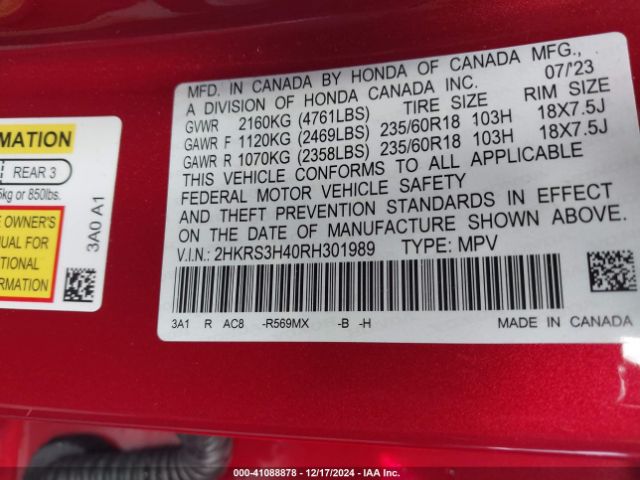 MFD. IN CANADA BY HONDA OF CANADA MFG.,
A DIVISION OF HONDA CANADA INC. 07/'23
GVWR 2160KG (4761LBS) TIRE SIZE RIM SIZE
GAWR F 1120KG (2469LBS) 235/60R18 103H 18X7.5J
GAWR R 1070KG (2358LBS) 235/60R18 103H 18X7.5J
THIS VEHICLE CONFORMS TO ALL APPLICABLE
FEDERAL MOTOR VEHICLE SAFETY
AND THEFT PREVENTION STANDARDS IN EFFECT
ON THE DATE OF MANUFACTURE SHOWN ABOVE.
V.I.N.: 2HKRS3H40RH301989 TYPE: MPV
3A1 R AC8 -R569MX -B -H MADE IN CANADA
MATION
REAR 3
5kg or 850lbs.
E OWNER'S
NUAL FOR
ITIONAL
MATION
3A0 A1
IAA
#41088878 | 12/17/2024 | IAA Inc.